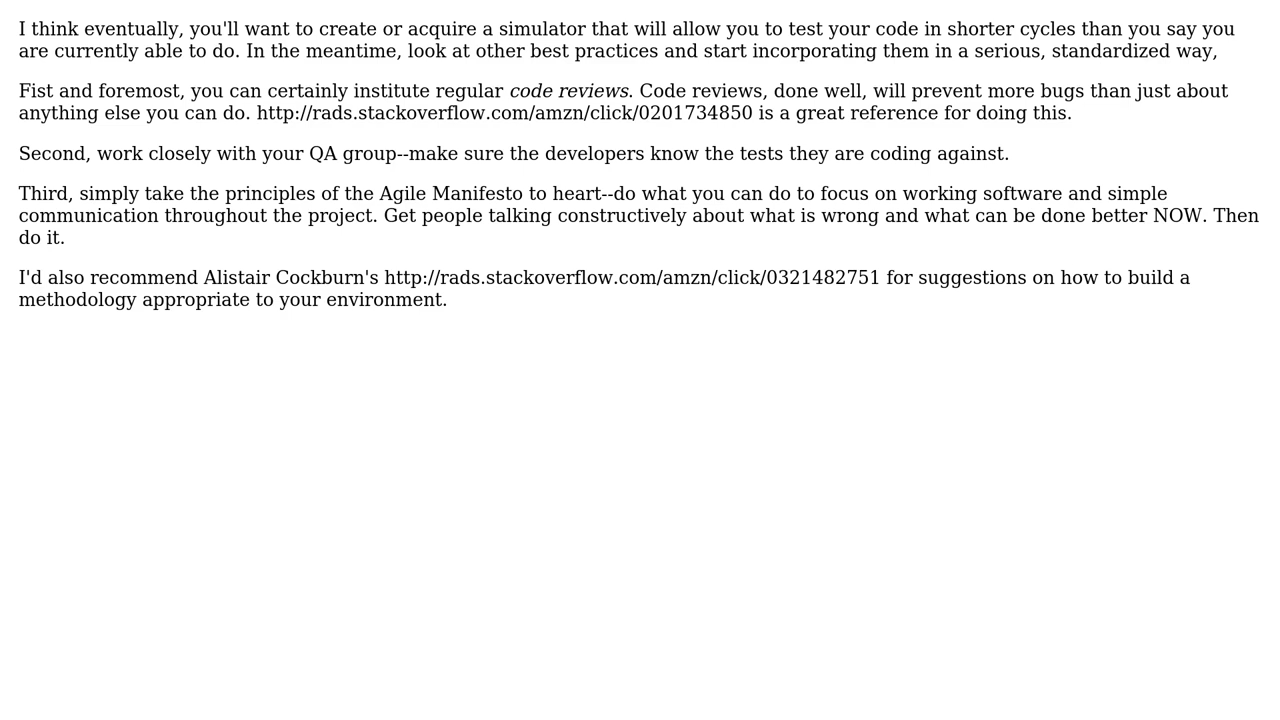 I think eventually, you'll want to create or acquire a simulator that will allow you to test your code in shorter cycles than you say you
are currently able to do. In the meantime, look at other best practices and start incorporating them in a serious, standardized way,
Fist and foremost, you can certainly institute regular code reviews. Code reviews, done well, will prevent more bugs than just about
anything else you can do. http://rads.stackoverflow.com/amzn/click/0201734850 is a great reference for doing this.
Second, work closely with your QA group--make sure the developers know the tests they are coding against.
Third, simply take the principles of the Agile Manifesto to heart--do what you can do to focus on working software and simple
communication throughout the project. Get people talking constructively about what is wrong and what can be done better NOW. Then
do it.
I'd also recommend Alistair Cockburn's http://rads.stackoverflow.com/amzn/click/0321482751 for suggestions on how to build a
methodology appropriate to your environment.